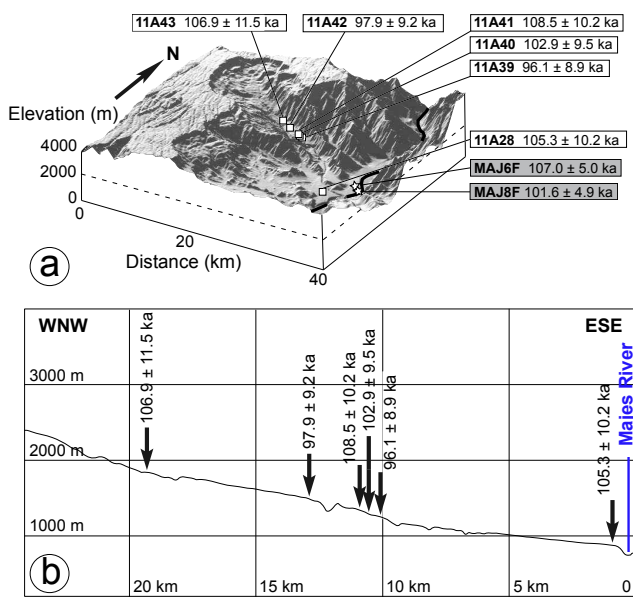 11A43 106.9 ± 11.5 ka
11A42 97.9 ± 9.2 ka
11A41 108.5 ± 10.2 ka
11A40 102.9 ± 9.5 ka
11A39 96.1 ± 8.9 ka
N
Elevation (m)
11A28 105.3 ± 10.2 ka
4000
MAJ6F 107.0 ± 5.0 ka
2000
MAJ8F 101.6 ± 4.9 ka
0
0
20
Distance (km)
40
a
WNW
ESE
106.9 ± 11.5 ka
97.9 ± 9.2 ka
108.5 ± 10.2 ka
102.9 ± 9.5 ka
96.1 ± 8.9 ka
105.3 ± 10.2 ka
Maies River
3000 m
2000 m
1000 m
b
20 km
15 km
10 km
5 km
0